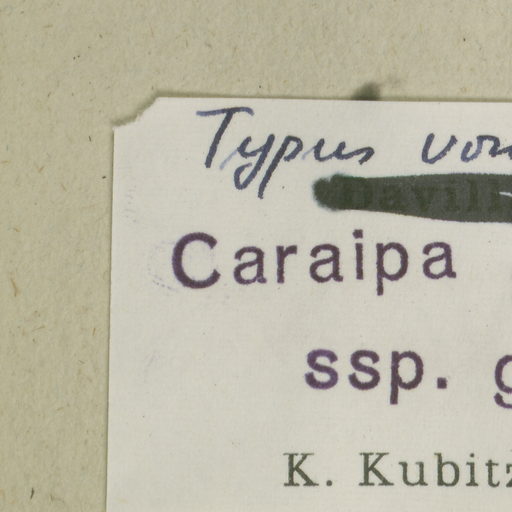 Typus von
Caraipa
ssp. g
K. Kubitz